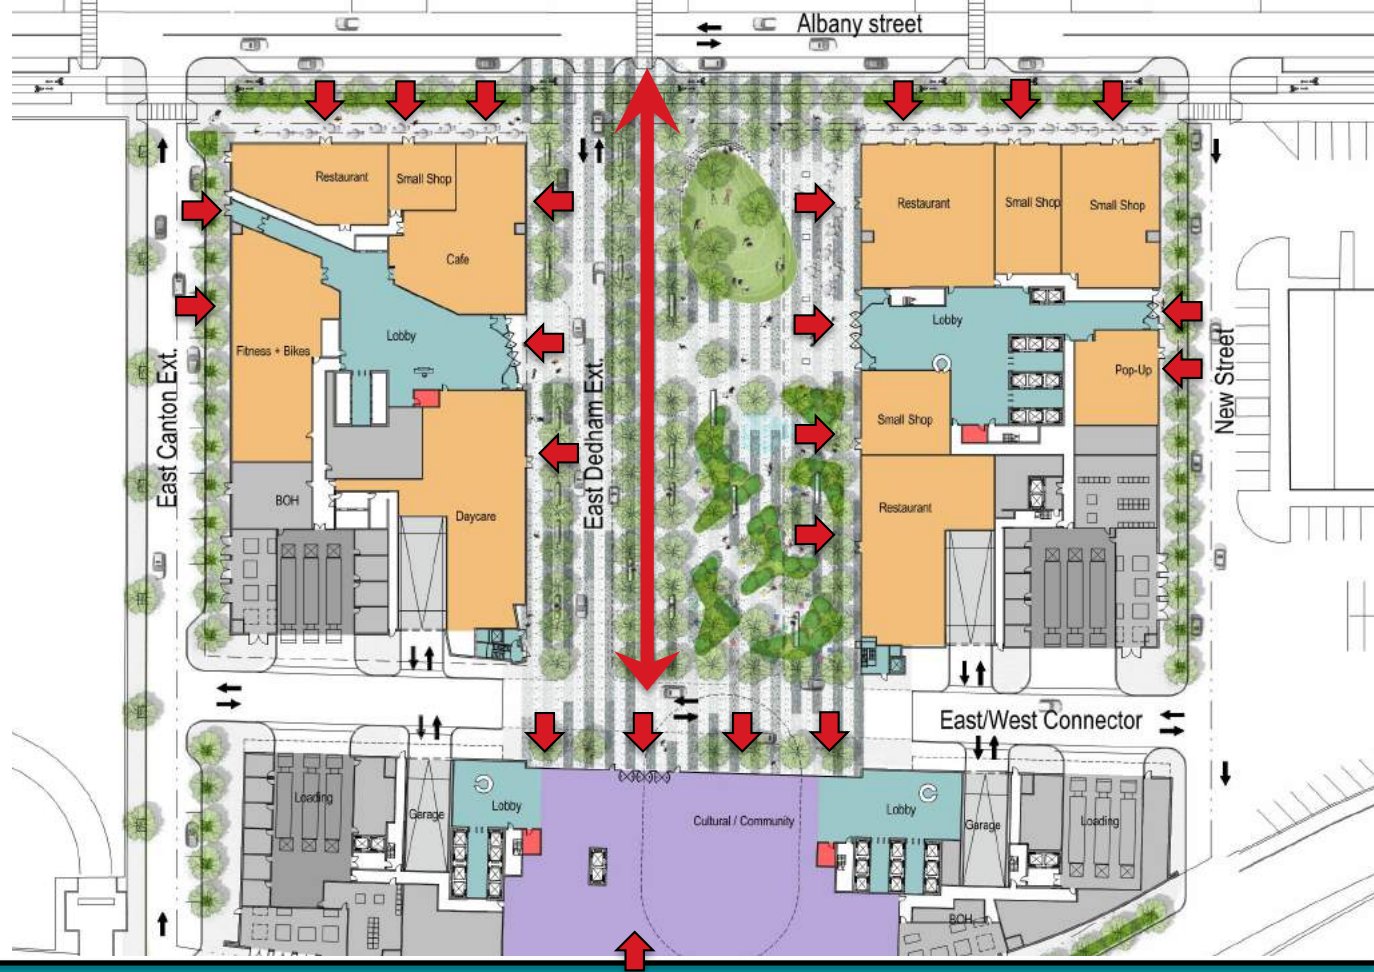 Albany street
Restaurant
Small Shop
Cafe
Lobby
Fitness + Bikes
BOH
Daycare
East Canton Ext.
East Dedham Ext.
Restaurant
Small Shop
Small Shop
Lobby
Pop-Up
Small Shop
Restaurant
New Street
East/West Connector
Loading
Garage
Lobby
Cultural / Community
Lobby
Garage
Loading
BOH